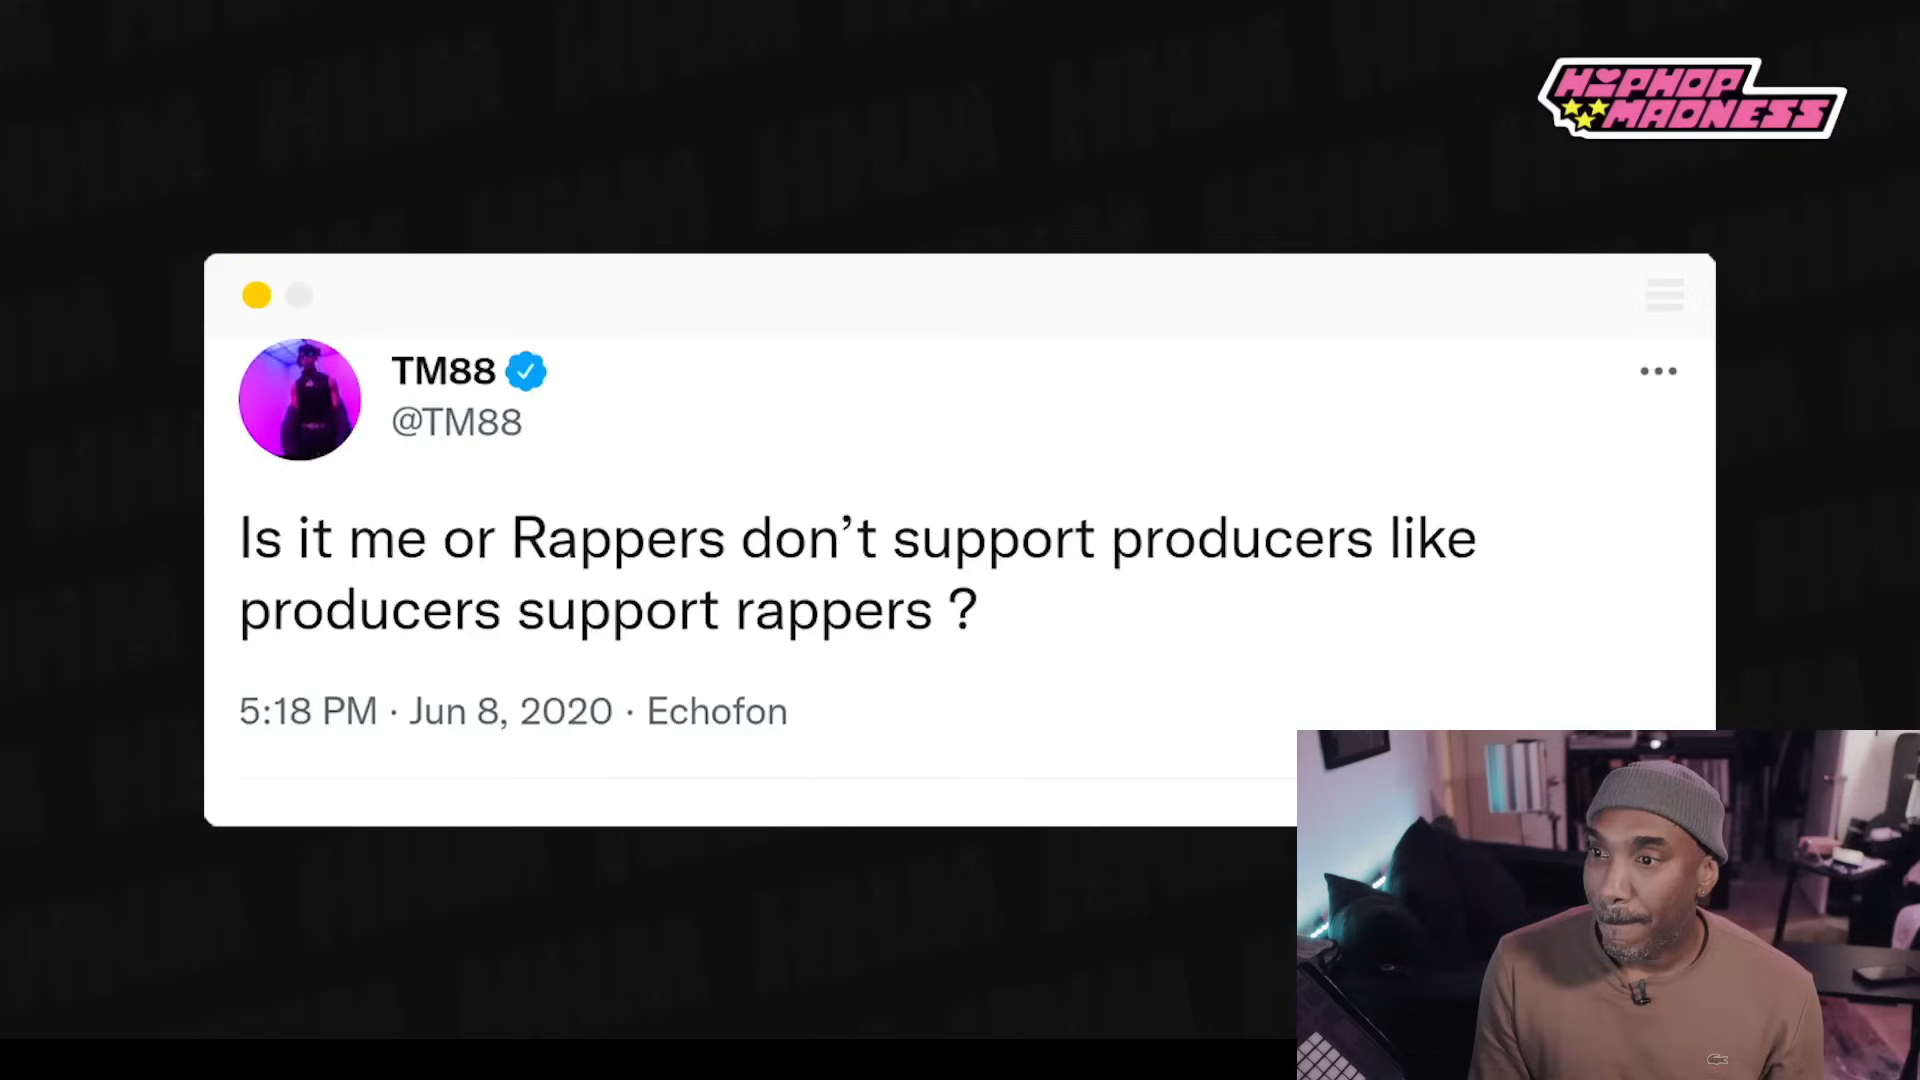 HIPHOP
MADNESS
TM88
@TM88
Is it me or Rappers don’t support producers like
producers support rappers ?
5:18 PM · Jun 8, 2020 · Echofon